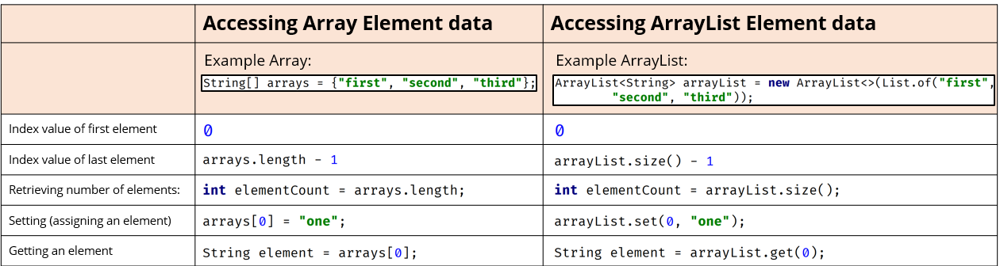 Accessing Array Element data
Accessing ArrayList Element data
Example Array:
String[] arrays = {"first", "second", "third"};
Example ArrayList:
ArrayList<String> arrayList = new ArrayList<>(List.of("first",
"second", "third"));
Index value of first element
0
0
Index value of last element
arrays.length - 1
arrayList.size() - 1
Retrieving number of elements:
int elementCount = arrays.length;
int elementCount = arrayList.size();
Setting (assigning an element)
arrays[0] = "one";
arrayList.set(0, "one");
Getting an element
String element = arrays[0];
String element = arrayList.get(0);